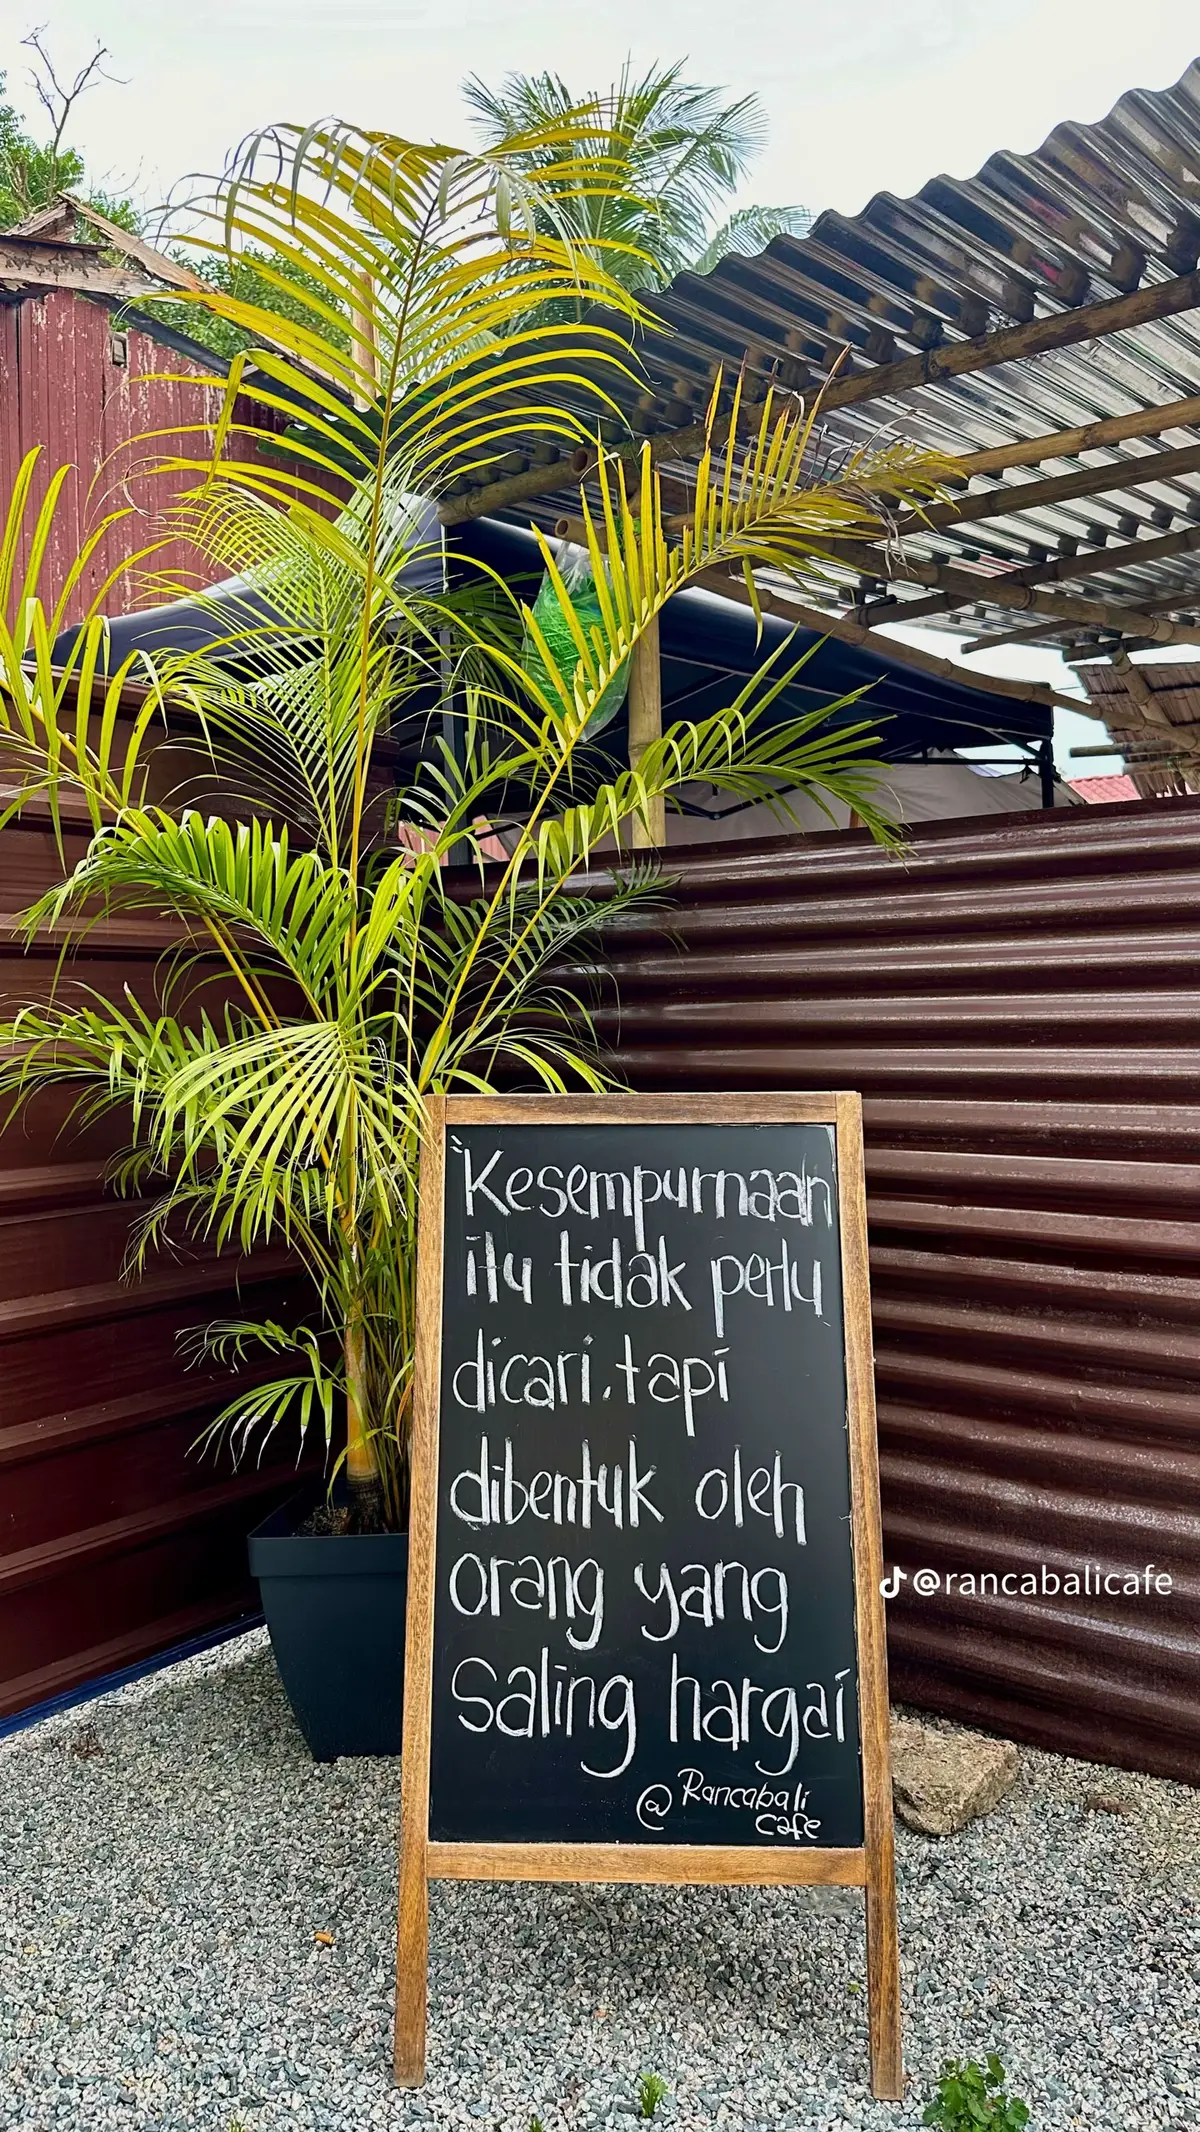 "Kesempurnaan
itu tidak perlu
dicari, tapi
dibentuk oleh
orang yang
saling hargai
@Rancabali
cafe
@rancabalicafe